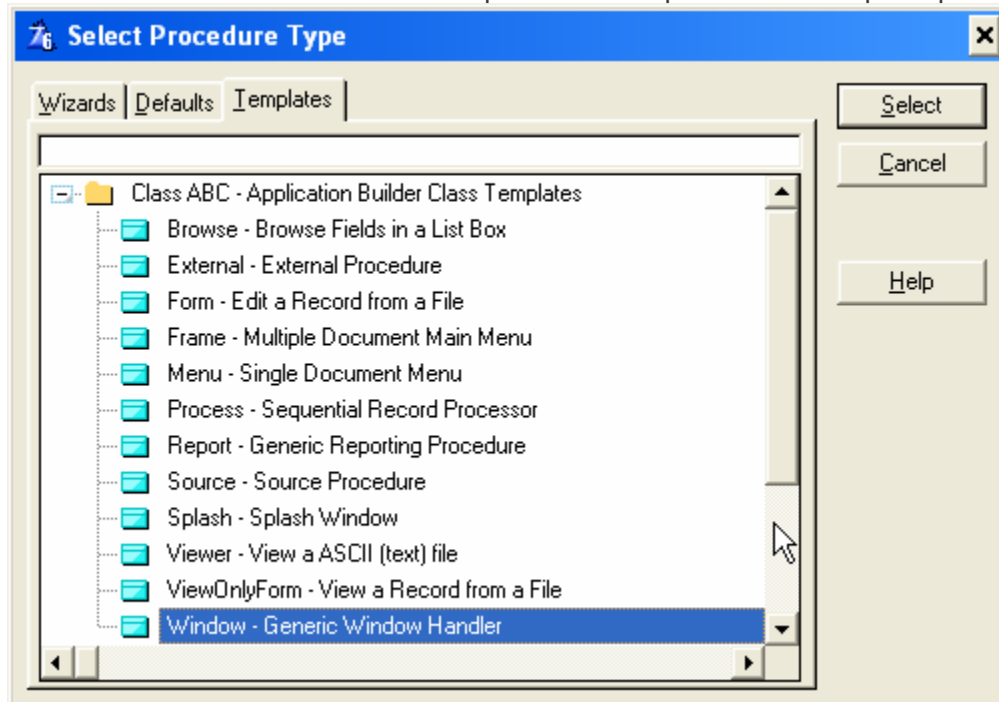 Select Procedure Type
Wizards Defaults Templates
Select
Cancel
Help
Class ABC - Application Builder Class Templates
Browse - Browse Fields in a List Box
External - External Procedure
Form - Edit a Record from a File
Frame - Multiple Document Main Menu
Menu - Single Document Menu
Process - Sequential Record Processor
Report - Generic Reporting Procedure
Source - Source Procedure
Splash - Splash Window
Viewer - View a ASCII (text) file
ViewOnlyForm - View a Record from a File
Window - Generic Window Handler